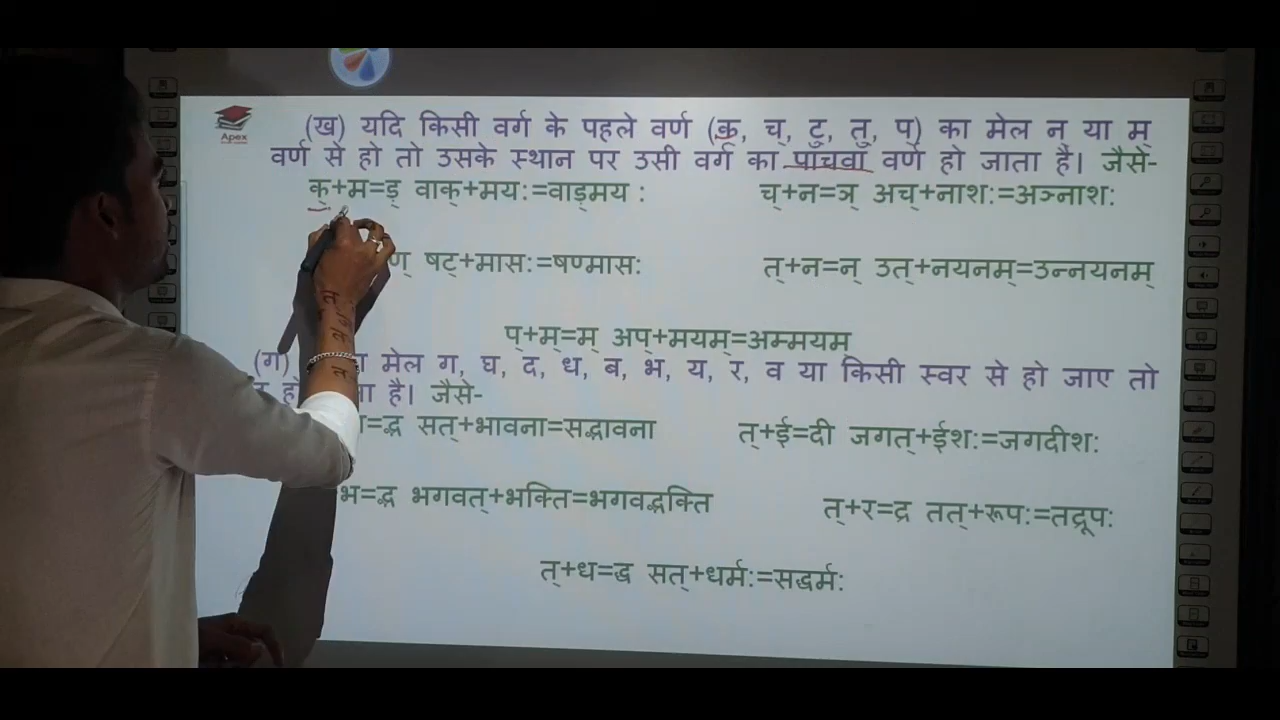 Apex
(ख) यदि किसी वर्ग के पहले वर्ण (क्, च्, ट्, त्, प्) का मेल न या म्
वर्ण से हो तो उसके स्थान पर उसी वर्ग का पाचवा वर्ण हो जाता है। जैसे-
क्+म=ड़् वाक्+मय:=वाड़्मय : च्+न=ञ् अच्+नाश:=अञ्नाश:
ण् षट्+मास:=षण्मास: त्+न=न् उत्+नयनम्=उन्नयनम्
प्+म्=म् अप्+मयम्=अम्मयम
(ग) मेल ग, घ, द, ध, ब, भ, य, र, व या किसी स्वर से हो जाए तो
है। जैसे-
=द्भ सत्+भावना=सद्भावना त्+ई=दी जगत्+ईश:=जगदीश:
भ=द्भ भगवत्+भक्ति=भगवद्भक्ति त्+र=द्र तत्+रूप:=तद्रूप:
त्+ध=द्ध सत्+धर्म:=सद्धर्म: